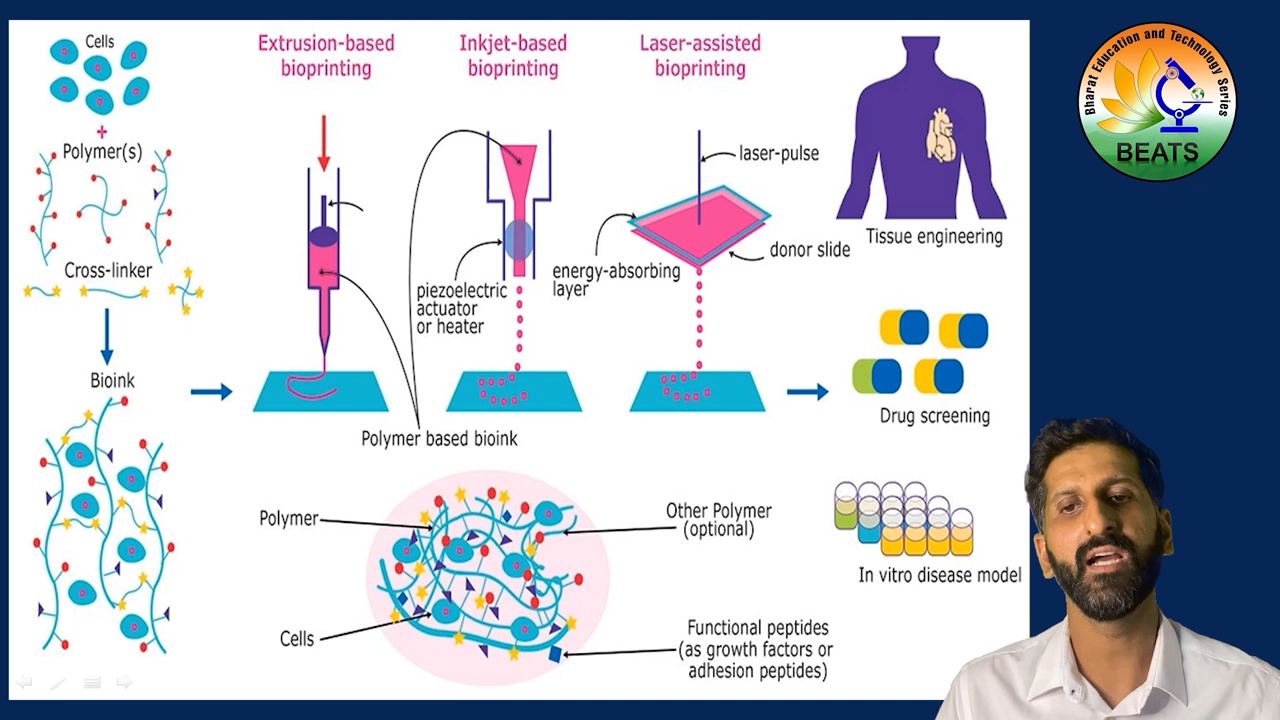 Cells
Polymer(s)
Cross-linker
Bioink
Extrusion-based
bioprinting
Inkjet-based
bioprinting
Laser-assisted
bioprinting
laser-pulse
donor slide
energy-absorbing
layer
piezoelectric
actuator
or heater
Polymer based bioink
Tissue engineering
Drug screening
In vitro disease model
Polymer
Cells
Other Polymer
(optional)
Functional peptides
(as growth factors or
adhesion peptides)
Bharat Education and Technology Series
BEATS